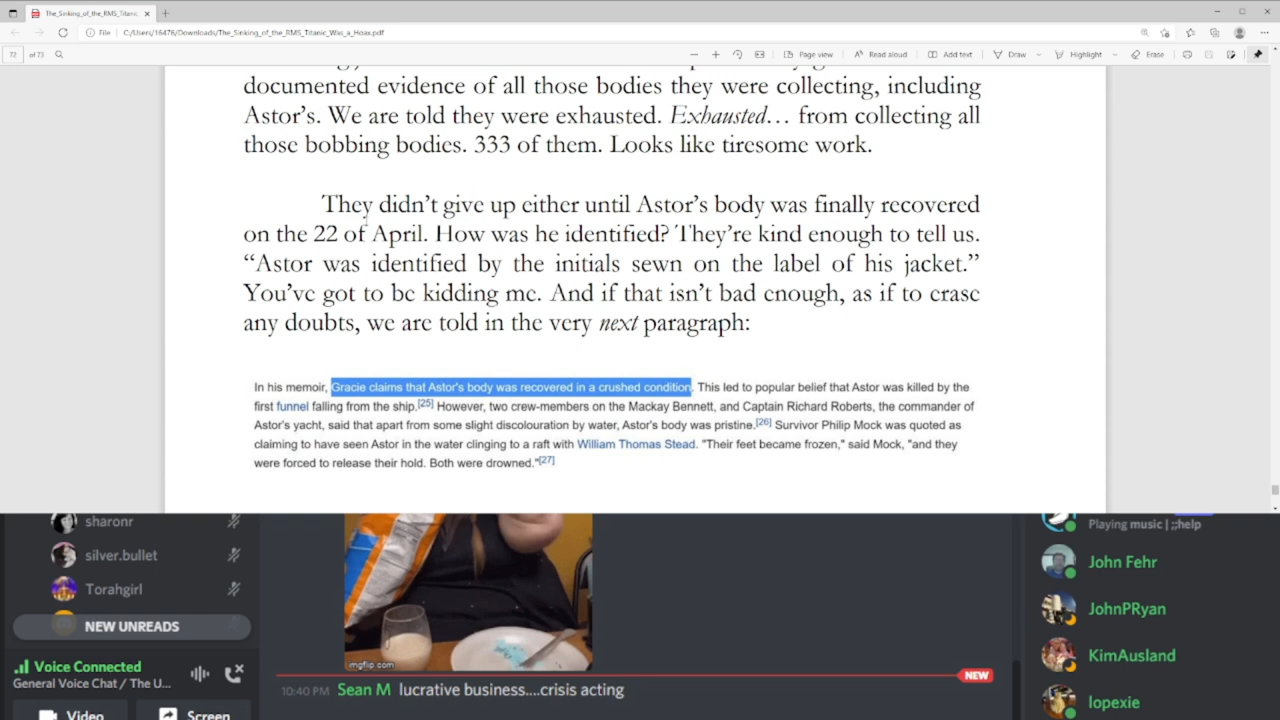 The_Sinking_of_the_RMS_Titanic_
File
C:/Users/16476/Downloads/The_Sinking_of_the_RMS_Titanic_Was_a_Hoax.pdf
72 of 73
Page view
Read aloud
Add text
Draw
Highlight
Erase
documented evidence of all those bodies they were collecting, including
Astor’s. We are told they were exhausted. Exhausted… from collecting all
those bobbing bodies. 333 of them. Looks like tiresome work.
They didn’t give up either until Astor’s body was finally recovered
on the 22 of April. How was he identified? They’re kind enough to tell us.
“Astor was identified by the initials sewn on the label of his jacket.”
You’ve got to be kidding me. And if that isn’t bad enough, as if to erase
any doubts, we are told in the very next paragraph:
In his memoir, Gracie claims that Astor's body was recovered in a crushed condition. This led to popular belief that Astor was killed by the
first funnel falling from the ship.[25] However, two crew-members on the Mackay Bennett, and Captain Richard Roberts, the commander of
Astor's yacht, said that apart from some slight discolouration by water, Astor's body was pristine.[26] Survivor Philip Mock was quoted as
claiming to have seen Astor in the water clinging to a raft with William Thomas Stead. "Their feet became frozen," said Mock, "and they
were forced to release their hold. Both were drowned."[27]
sharonr
silver.bullet
Torahgirl
NEW UNREADS
Voice Connected
General Voice Chat / The U...
Video
Screen
imgflip.com
NEW
10:40 PM Sean M lucrative business....crisis acting
Playing music | ;;help
John Fehr
JohnPRyan
KimAusland
lopexie